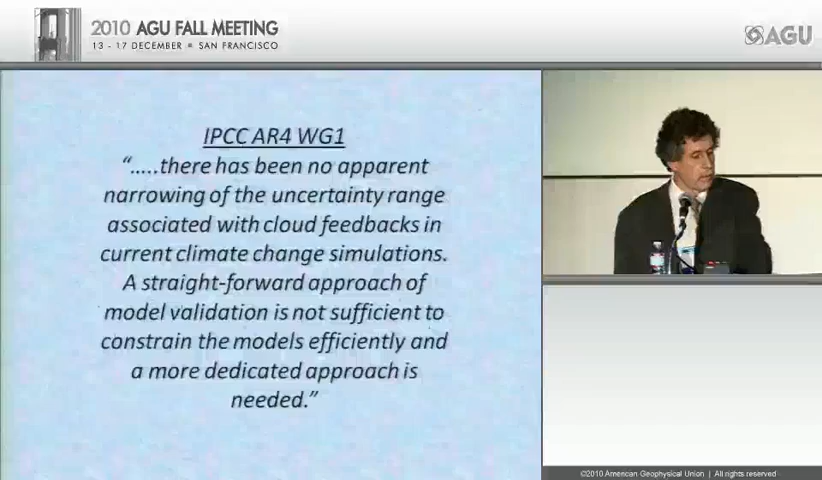 2010 AGU FALL MEETING
13 - 17 DECEMBER SAN FRANCISCO
AGU
IPCC AR4 WG1
“.....there has been no apparent
narrowing of the uncertainty range
associated with cloud feedbacks in
current climate change simulations.
A straight-forward approach of
model validation is not sufficient to
constrain the models efficiently and
a more dedicated approach is
needed.”
©2010 American Geophysical Union | All rights reserved